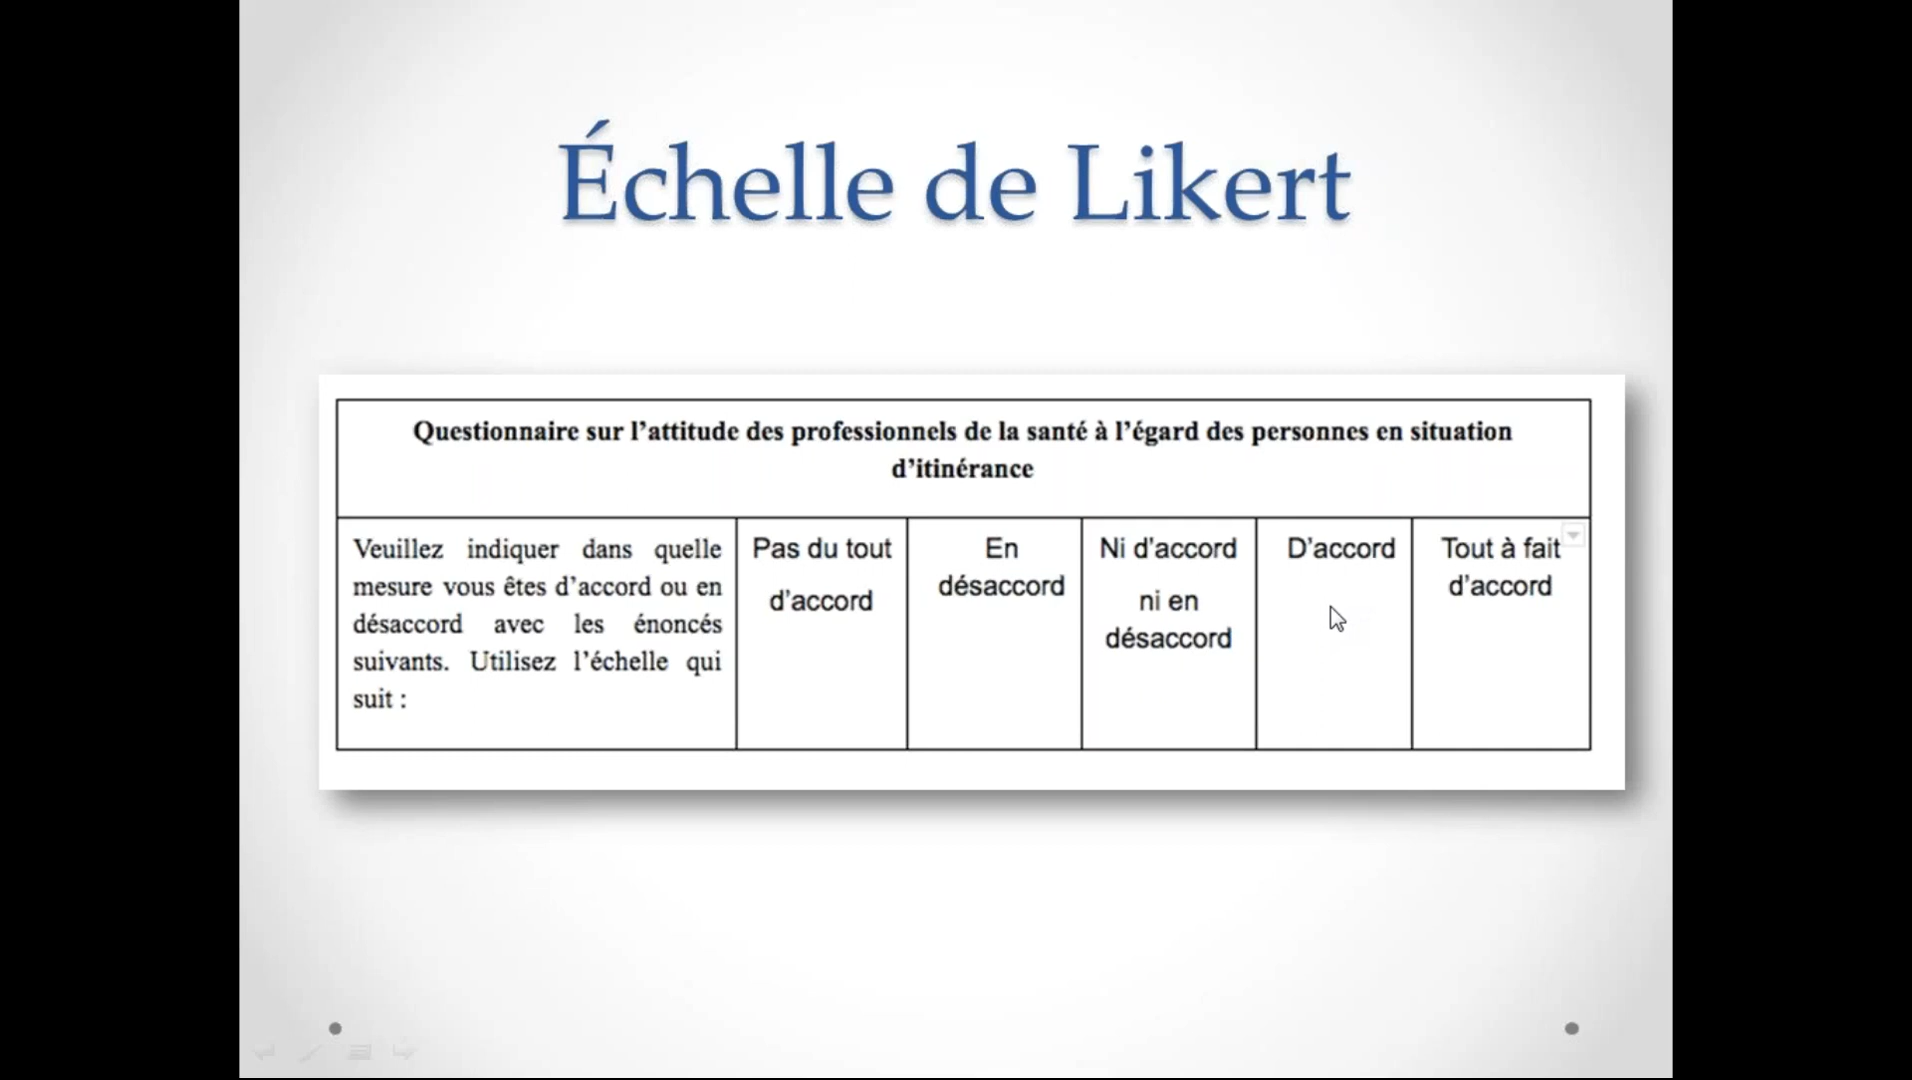 Échelle de Likert
Questionnaire sur l’attitude des professionnels de la santé à l’égard des personnes en situation
d’itinérance
Veuillez indiquer dans quelle
mesure vous êtes d’accord ou en
désaccord avec les énoncés
suivants. Utilisez l’échelle qui
suit :
Pas du tout
d’accord
En
désaccord
Ni d’accord
ni en
désaccord
D’accord
Tout à fait
d’accord